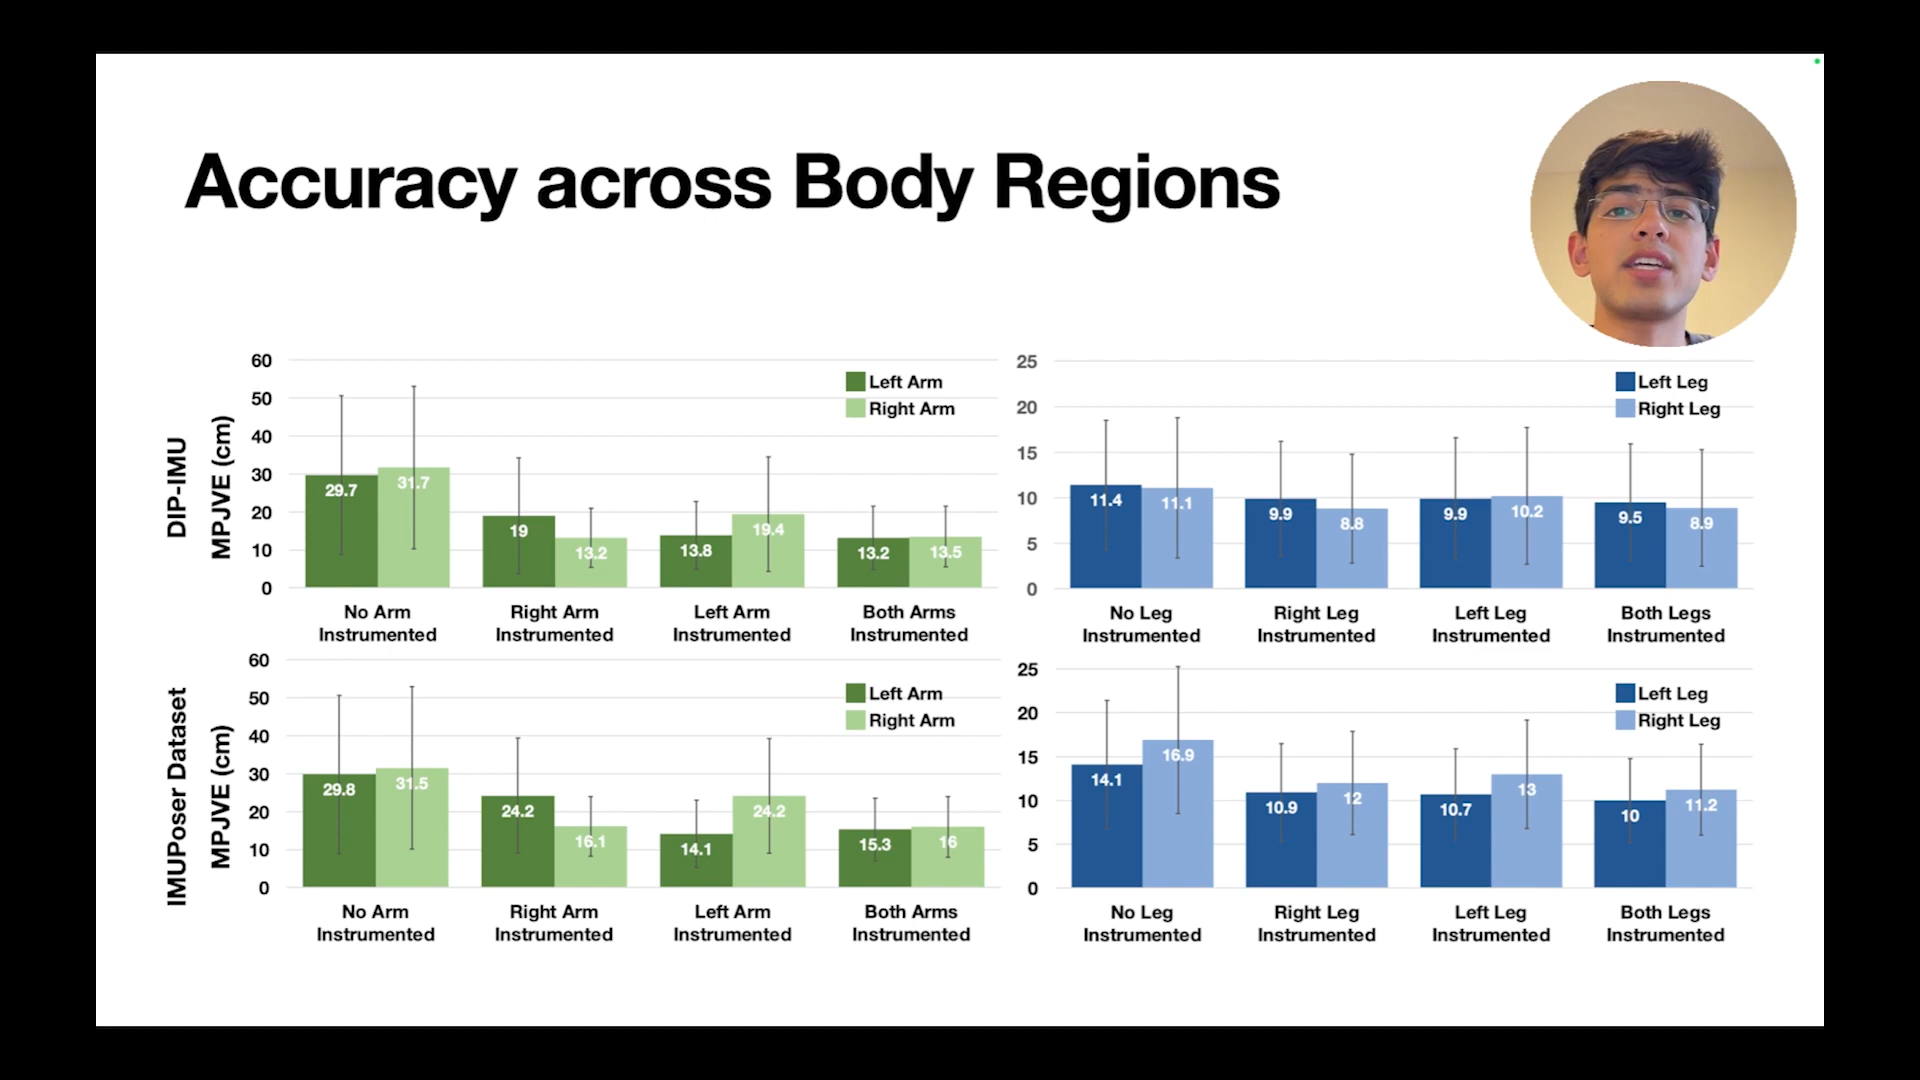 Accuracy across Body Regions
DIP-IMU
MPJVE (cm)
60
50
40
30
20
10
0
Left Arm
Right Arm
29.7
31.7
19
13.2
13.8
19.4
13.2
13.5
No Arm
Instrumented
Right Arm
Instrumented
Left Arm
Instrumented
Both Arms
Instrumented
25
20
15
10
5
0
Left Leg
Right Leg
11.4
11.1
9.9
8.8
9.9
10.2
9.5
8.9
No Leg
Instrumented
Right Leg
Instrumented
Left Leg
Instrumented
Both Legs
Instrumented
IMUPoser Dataset
MPJVE (cm)
60
50
40
30
20
10
0
Left Arm
Right Arm
29.8
31.5
24.2
16.1
14.1
24.2
15.3
16
No Arm
Instrumented
Right Arm
Instrumented
Left Arm
Instrumented
Both Arms
Instrumented
25
20
15
10
5
0
Left Leg
Right Leg
14.1
16.9
10.9
12
10.7
13
10
11.2
No Leg
Instrumented
Right Leg
Instrumented
Left Leg
Instrumented
Both Legs
Instrumented